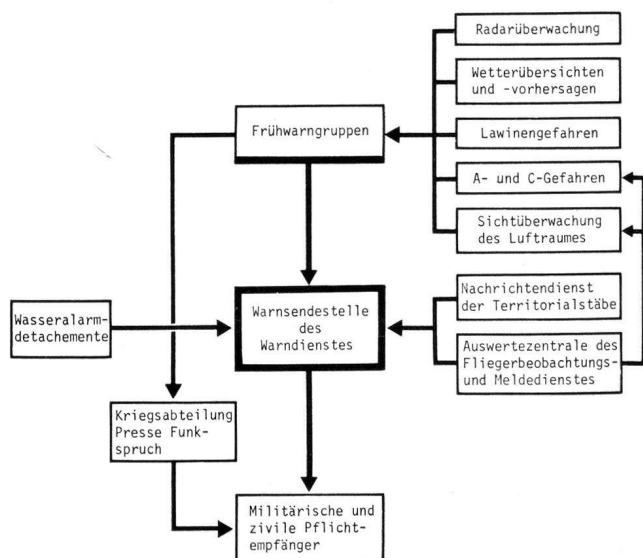 Radarüberwachung
Wetterübersichten
und -vorhersagen
Frühwarngruppen
Lawinengefahren
A- und C-Gefahren
Sichtüberwachung
des Luftraumes
Wasseralarm-
detachemente
Warnsendestelle
des
Warndienstes
Nachrichtendienst
der Territorialstäbe
Auswertezentrale des
Fliegerbeobachtungs-
und Meldedienstes
Kriegsabteilung
Presse Funk-
spruch
Militärische und
zivile Pflicht-
empfänger